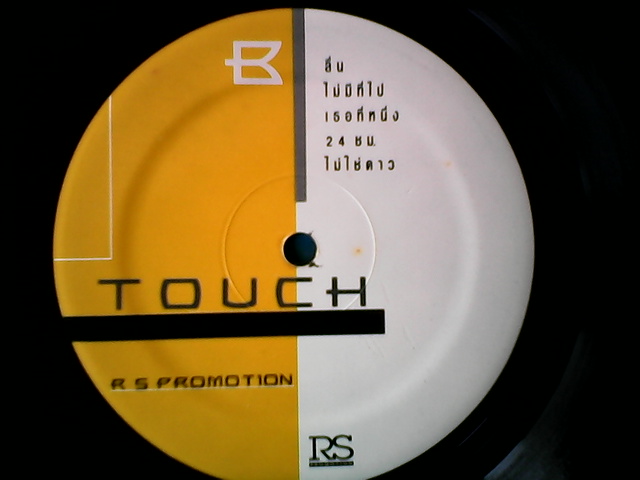 B
ลื่น
ไม่มีที่ไป
เธอที่หนึ่ง
24 ชม.
ไม่ใช่ดาว
TOUCH
R S PROMOTION
RS